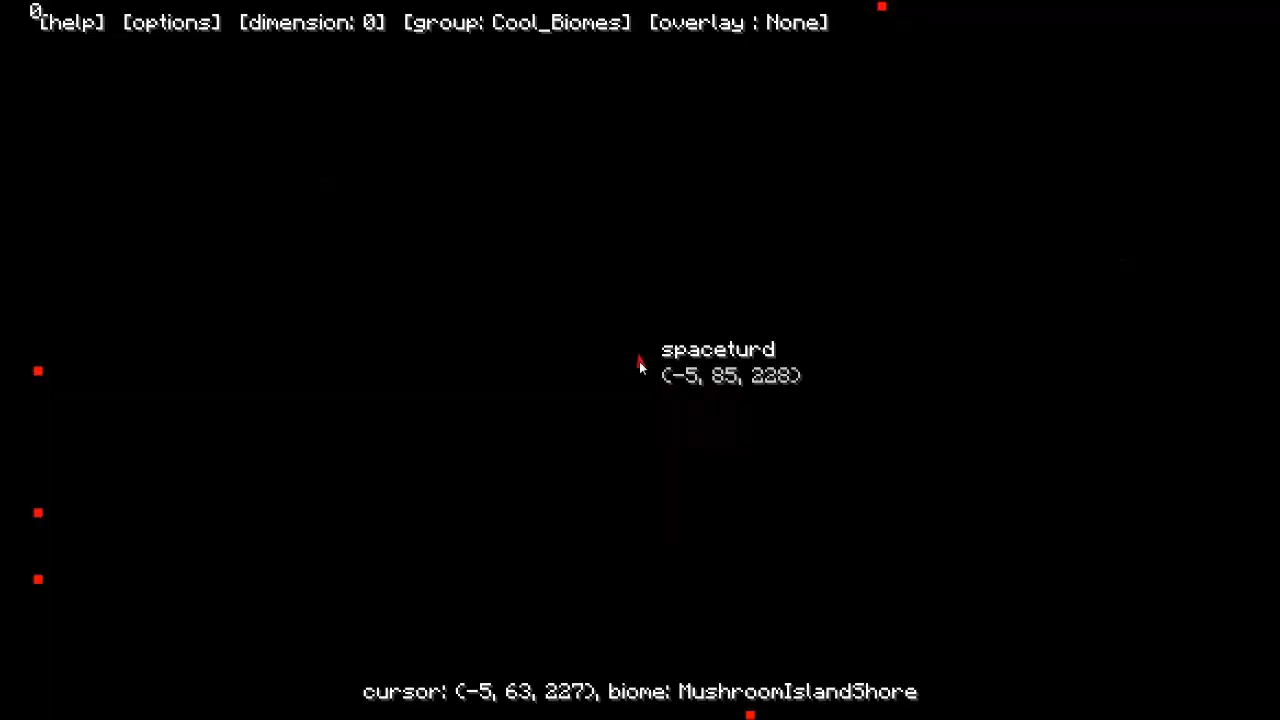 0
[help] [options] [dimension: 0] [group: Cool_Biomes] [overlay : None]
spaceturd
(-5, 85, 228)
cursor: (-5, 63, 227), biome: MushroomIslandShore